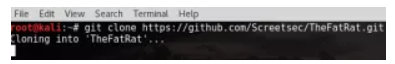 File Edit View Search Terminal Help
root@kali:~# git clone https://github.com/Screetsec/TheFatRat.git
Cloning into 'TheFatRat'...